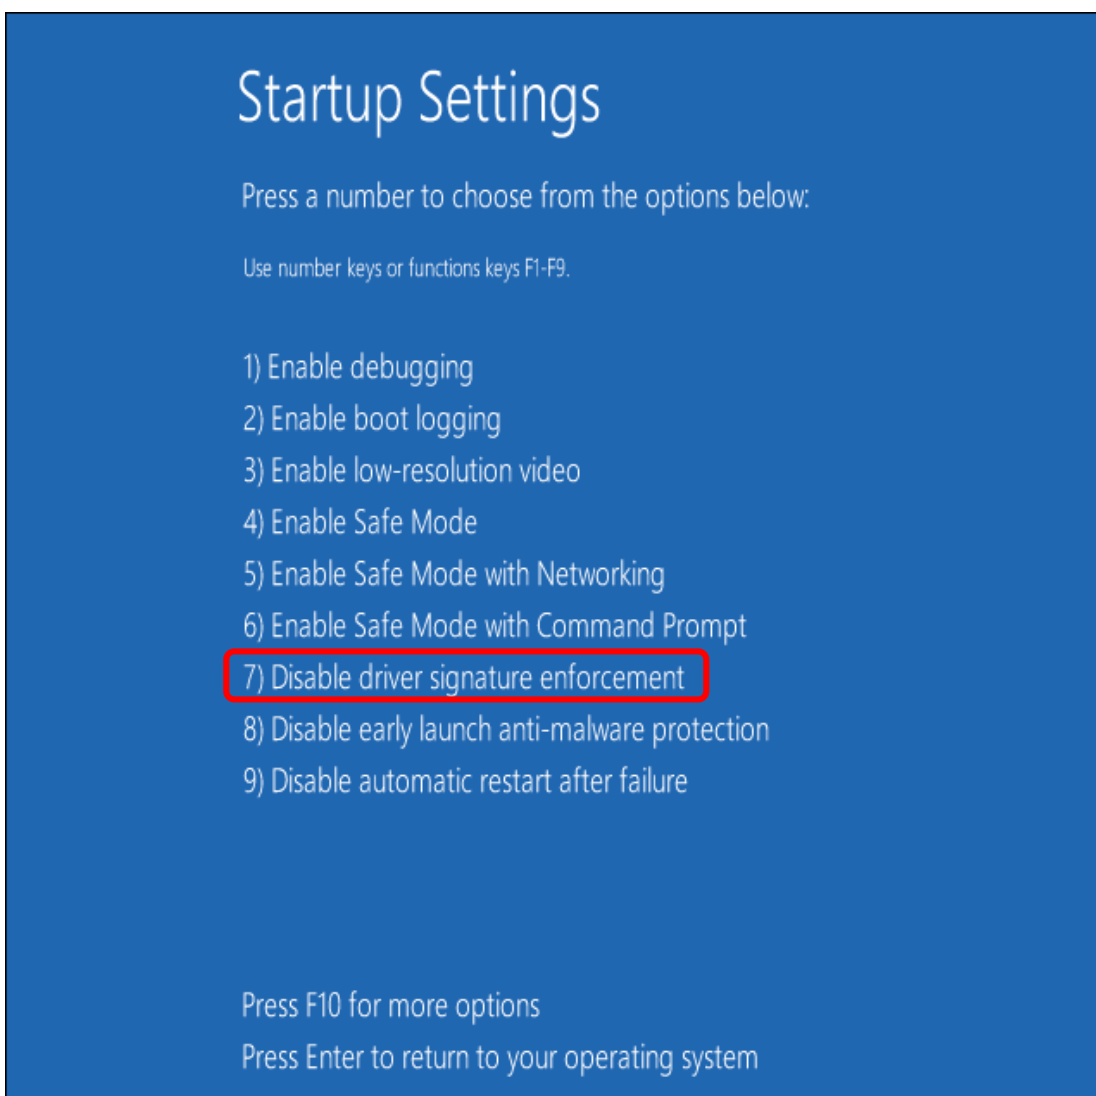 Startup Settings
Press a number to choose from the options below:
Use number keys or functions keys F1-F9.
1) Enable debugging
2) Enable boot logging
3) Enable low-resolution video
4) Enable Safe Mode
5) Enable Safe Mode with Networking
6) Enable Safe Mode with Command Prompt
7) Disable driver signature enforcement
8) Disable early launch anti-malware protection
9) Disable automatic restart after failure
Press F10 for more options
Press Enter to return to your operating system